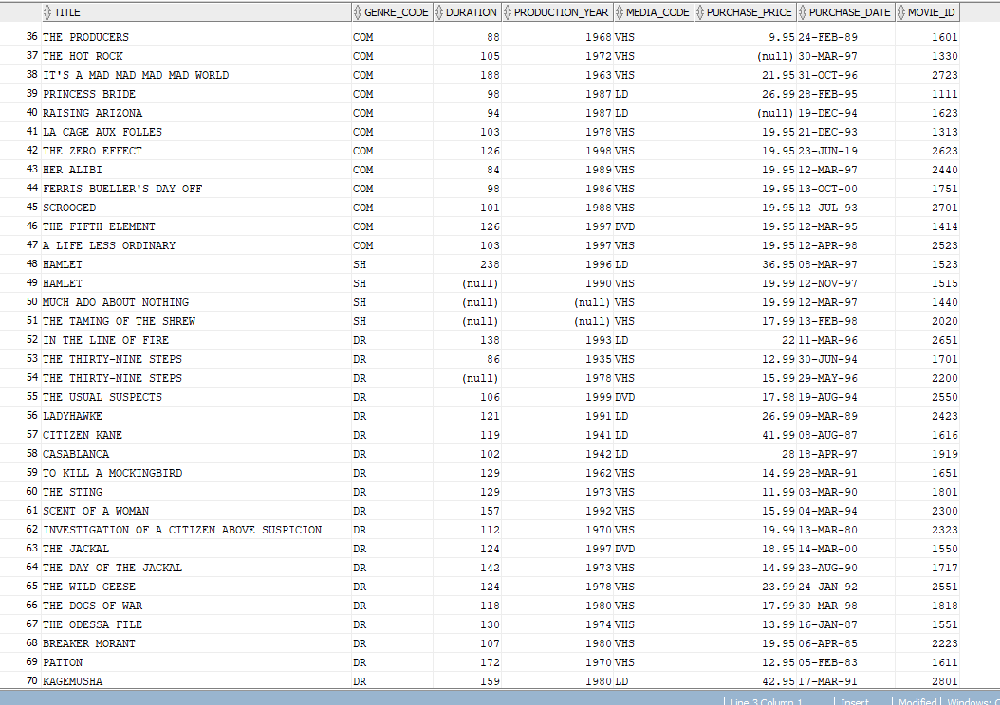 TITLE GENRE_CODE DURATION PRODUCTION_YEAR MEDIA_CODE PURCHASE_PRICE PURCHASE_DATE MOVIE_ID
36 THE PRODUCERS COM 88 1968 VHS 9.95 24-FEB-89 1601
37 THE HOT ROCK COM 105 1972 VHS (null) 30-MAR-97 1330
38 IT'S A MAD MAD MAD MAD WORLD COM 188 1963 VHS 21.95 31-OCT-96 2723
39 PRINCESS BRIDE COM 98 1987 LD 26.99 28-FEB-95 1111
40 RAISING ARIZONA COM 94 1987 LD (null) 19-DEC-94 1623
41 LA CAGE AUX FOLLES COM 103 1978 VHS 19.95 21-DEC-93 1313
42 THE ZERO EFFECT COM 126 1998 VHS 19.95 23-JUN-19 2623
43 HER ALIBI COM 84 1989 VHS 19.95 12-MAR-97 2440
44 FERRIS BUELLER'S DAY OFF COM 98 1986 VHS 19.95 13-OCT-00 1751
45 SCROOGED COM 101 1988 VHS 19.95 12-JUL-93 2701
46 THE FIFTH ELEMENT COM 126 1997 DVD 19.95 12-MAR-95 1414
47 A LIFE LESS ORDINARY COM 103 1997 VHS 19.95 12-APR-98 2523
48 HAMLET SH 238 1996 LD 36.95 08-MAR-97 1523
49 HAMLET SH (null) 1990 VHS 19.99 12-NOV-97 1515
50 MUCH ADO ABOUT NOTHING SH (null) (null) VHS 19.99 12-MAR-97 1440
51 THE TAMING OF THE SHREW SH (null) (null) VHS 17.99 13-FEB-98 2020
52 IN THE LINE OF FIRE DR 138 1993 LD 22 11-MAR-96 2651
53 THE THIRTY-NINE STEPS DR 86 1935 VHS 12.99 30-JUN-94 1701
54 THE THIRTY-NINE STEPS DR (null) 1978 VHS 15.99 29-MAY-96 2200
55 THE USUAL SUSPECTS DR 106 1999 DVD 17.98 19-AUG-94 2550
56 LADYHAWKE DR 121 1991 LD 26.99 09-MAR-89 2423
57 CITIZEN KANE DR 119 1941 LD 41.99 08-AUG-87 1616
58 CASABLANCA DR 102 1942 LD 28 18-APR-97 1919
59 TO KILL A MOCKINGBIRD DR 129 1962 VHS 14.99 28-MAR-91 1651
60 THE STING DR 129 1973 VHS 11.99 03-MAR-90 1801
61 SCENT OF A WOMAN DR 157 1992 VHS 15.99 04-MAR-94 2300
62 INVESTIGATION OF A CITIZEN ABOVE SUSPICION DR 112 1970 VHS 19.99 13-MAR-80 2323
63 THE JACKAL DR 124 1997 DVD 18.95 14-MAR-00 1550
64 THE DAY OF THE JACKAL DR 142 1973 VHS 14.99 23-AUG-90 1717
65 THE WILD GEESE DR 124 1978 VHS 23.99 24-JAN-92 2551
66 THE DOGS OF WAR DR 118 1980 VHS 17.99 30-MAR-98 1818
67 THE ODESSA FILE DR 130 1974 VHS 13.99 16-JAN-87 1551
68 BREAKER MORANT DR 107 1980 VHS 19.95 06-APR-85 2223
69 PATTON DR 172 1970 VHS 12.95 05-FEB-83 1611
70 KAGEMUSHA DR 159 1980 LD 42.95 17-MAR-91 2801
Line 3 Column 1 Insert Modified Windows: